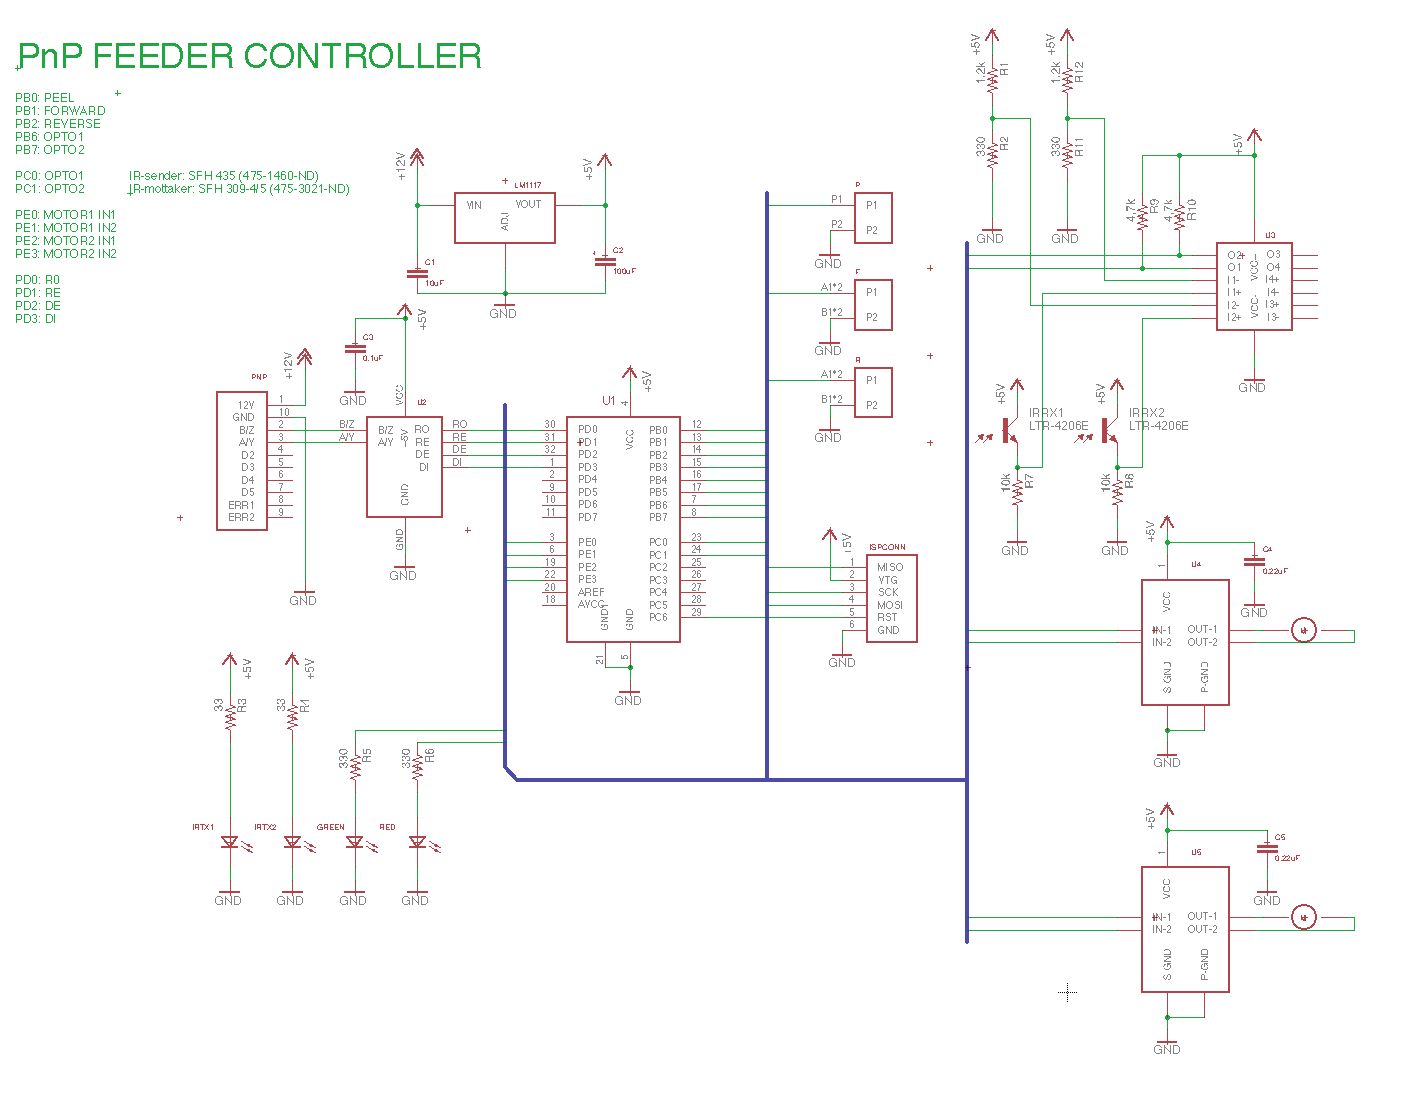 PnP FEEDER CONTROLLER
PB0: PEEL
PB1: FORWARD
PB2: REVERSE
PB6: OPTO1
PB7: OPTO2
PC0: OPTO1 IR-sender: SFH 435 (475-1460-ND)
PC1: OPTO2 IR-mottaker: SFH 309-4/5 (475-3021-ND)
PE0: MOTOR1 IN1
PE1: MOTOR1 IN2
PE2: MOTOR2 IN1
PE3: MOTOR2 IN2
PD0: R0
PD1: RE
PD2: DE
PD3: DI
+12V
LM1117
VIN
VOUT
ADJ
+5V
C1
10uF
C2
100uF
GND
+5V
C3
0.1uF
GND
+12V
PNP
12V 1
GND 10
B/Z 2
A/Y 3
D2 4
D3 5
D4 6
D5 7
ERR1 8
ERR2 9
GND
B/Z
A/Y
U2
VCC
+5V
B/Z RO
A/Y RE
DE
DI
GND
GND
GND
RO
RE
DE
DI
U1
+5V
4
VCC
30 PD0 PB0 12
31 PD1 PB1 13
32 PD2 PB2 14
1 PD3 PB3 15
2 PD4 PB4 16
9 PD5 PB5 17
10 PD6 PB6 7
11 PD7 PB7 8
3 PE0 PC0 23
6 PE1 PC1 24
19 PE2 PC2 25
22 PE3 PC3 26
20 AREF PC4 27
18 AVCC PC5 28
PC6 29
GND1
GND
21
5
GND
P
P1 P1
P2 P2
GND
F
A1*2 P1
B1*2 P2
GND
R
A1*2 P1
B1*2 P2
GND
+5V
ISPCONN
1 MISO
2 VTG
3 SCK
4 MOSI
5 RST
6 GND
GND
+5V
1.2k
R1
330
R2
GND
+5V
1.2k
R12
330
R11
GND
+5V
4.7k
R9
4.7k
R10
U3
O2 O3
O1 O4
I1- I4+
I1+ I4-
I2- I3+
I2+ I3-
VCC-
VCC-
GND
+5V
IRRX1
LTR-4206E
10k
R7
GND
+5V
IRRX2
LTR-4206E
10k
R8
GND
+5V
C4
0.22uF
GND
1
U4
VCC
IN-1 OUT-1
IN-2 OUT-2
S GND
P-GND
GND
+5V
C5
0.22uF
GND
1
U5
VCC
IN-1 OUT-1
IN-2 OUT-2
S GND
P-GND
GND
+5V
33
R3
IRTX1
GND
+5V
33
IRTX2
GND
330
R5
GREEN
GND
330
R6
RED
GND